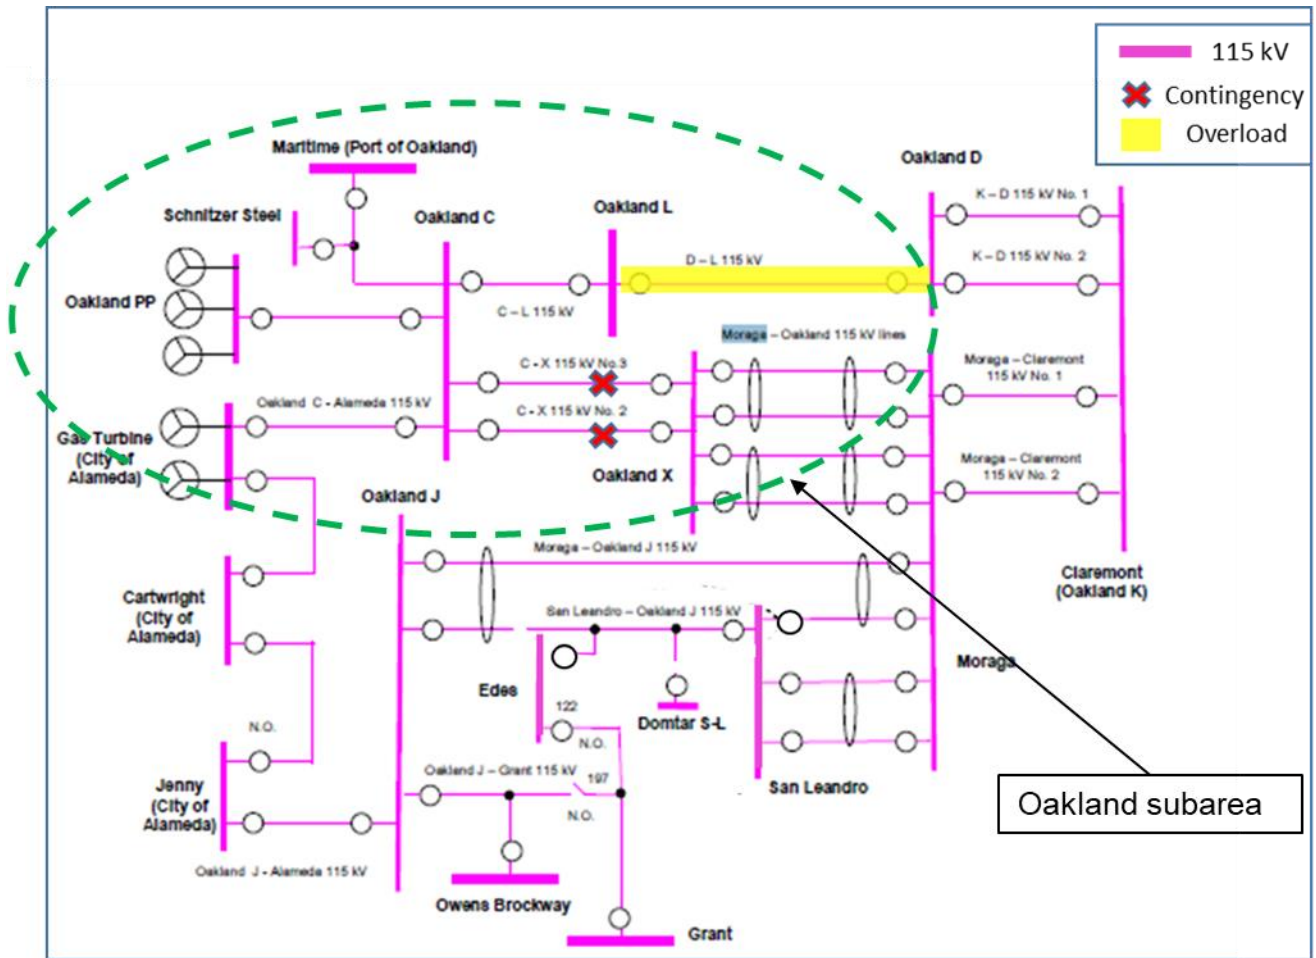 115 kV
Contingency
Overload
Maritime (Port of Oakland)
Oakland D
K – D 115 kV No. 1
Schnitzer Steel
Oakland C
Oakland L
D – L 115 kV
K – D 115 kV No. 2
Oakland PP
C – L 115 kV
Moraga – Oakland 115 kV lines
C - X 115 kV No.3
Moraga – Claremont
115 kV No. 1
Oakland C - Alameda 115 kV
C - X 115 kV No. 2
Gas Turbine
(City of
Alameda)
Oakland X
Moraga – Claremont
115 kV No. 2
Oakland J
Moraga – Oakland J 115 kV
Claremont
(Oakland K)
Cartwright
(City of
Alameda)
San Leandro – Oakland J 115 kV
Moraga
Edes
122
N.O.
Domtar S-L
N.O.
Oakland J – Grant 115 kV
197
N.O.
San Leandro
Jenny
(City of
Alameda)
Oakland subarea
Oakland J - Alameda 115 kV
Owens Brockway
Grant